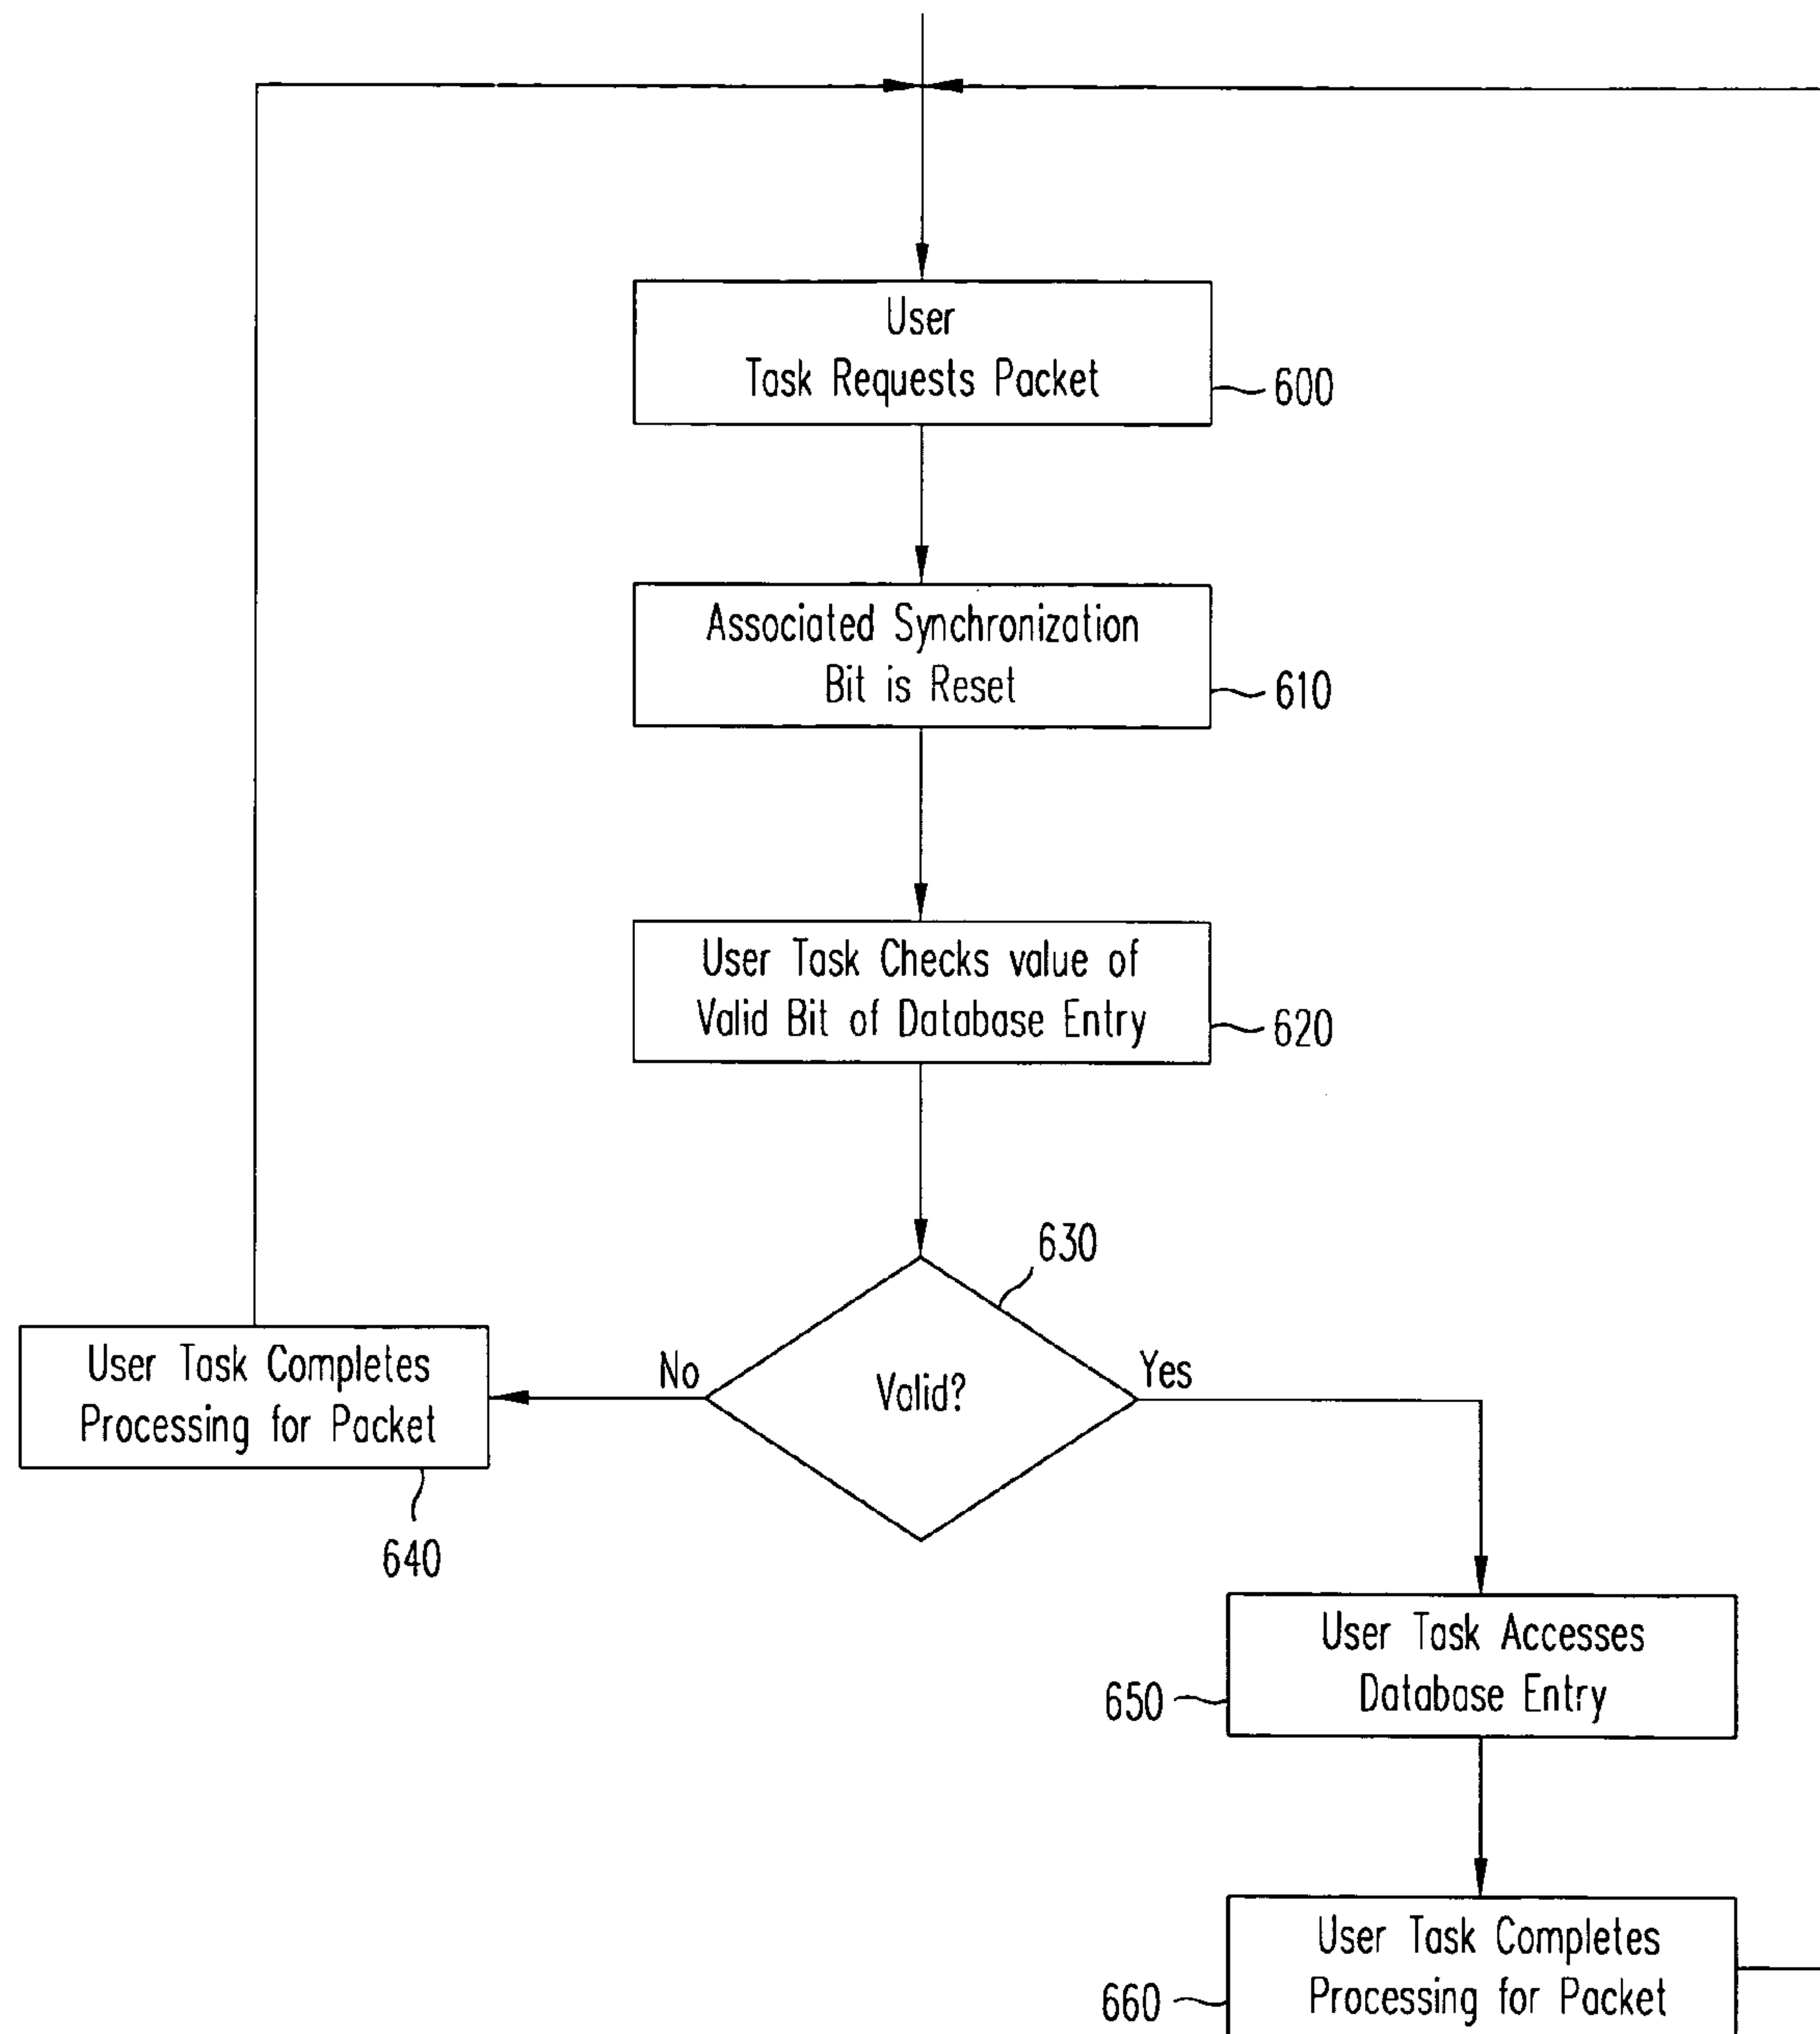 User
Task Requests Packet
600
Associated Synchronization
Bit is Reset
610
User Task Checks value of
Valid Bit of Database Entry
620
630
Valid?
No
Yes
User Task Completes
Processing for Packet
640
User Task Accesses
Database Entry
650
User Task Completes
Processing for Packet
660